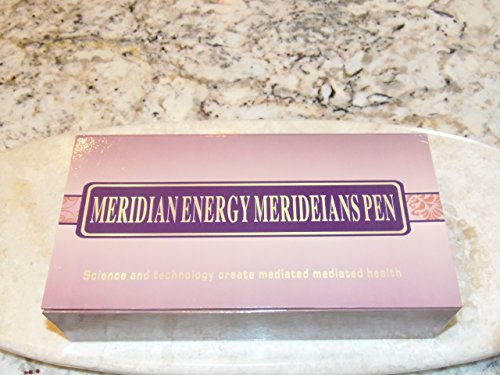 MERIDIAN ENERGY MERIDEIANS PEN
Science and technology create mediated mediated health